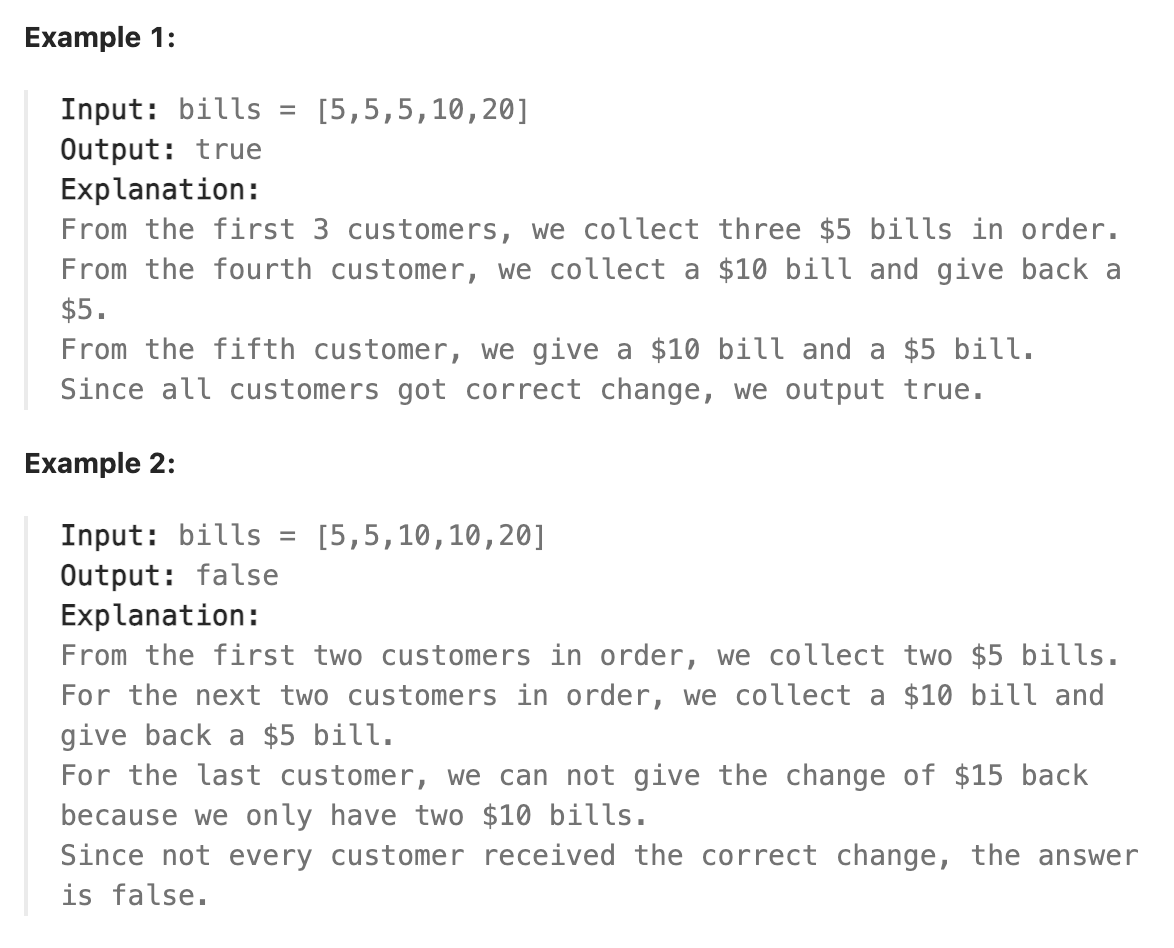 Example 1:
Input: bills = [5,5,5,10,20]
Output: true
Explanation:
From the first 3 customers, we collect three $5 bills in order.
From the fourth customer, we collect a $10 bill and give back a
$5.
From the fifth customer, we give a $10 bill and a $5 bill.
Since all customers got correct change, we output true.
Example 2:
Input: bills = [5,5,10,10,20]
Output: false
Explanation:
From the first two customers in order, we collect two $5 bills.
For the next two customers in order, we collect a $10 bill and
give back a $5 bill.
For the last customer, we can not give the change of $15 back
because we only have two $10 bills.
Since not every customer received the correct change, the answer
is false.